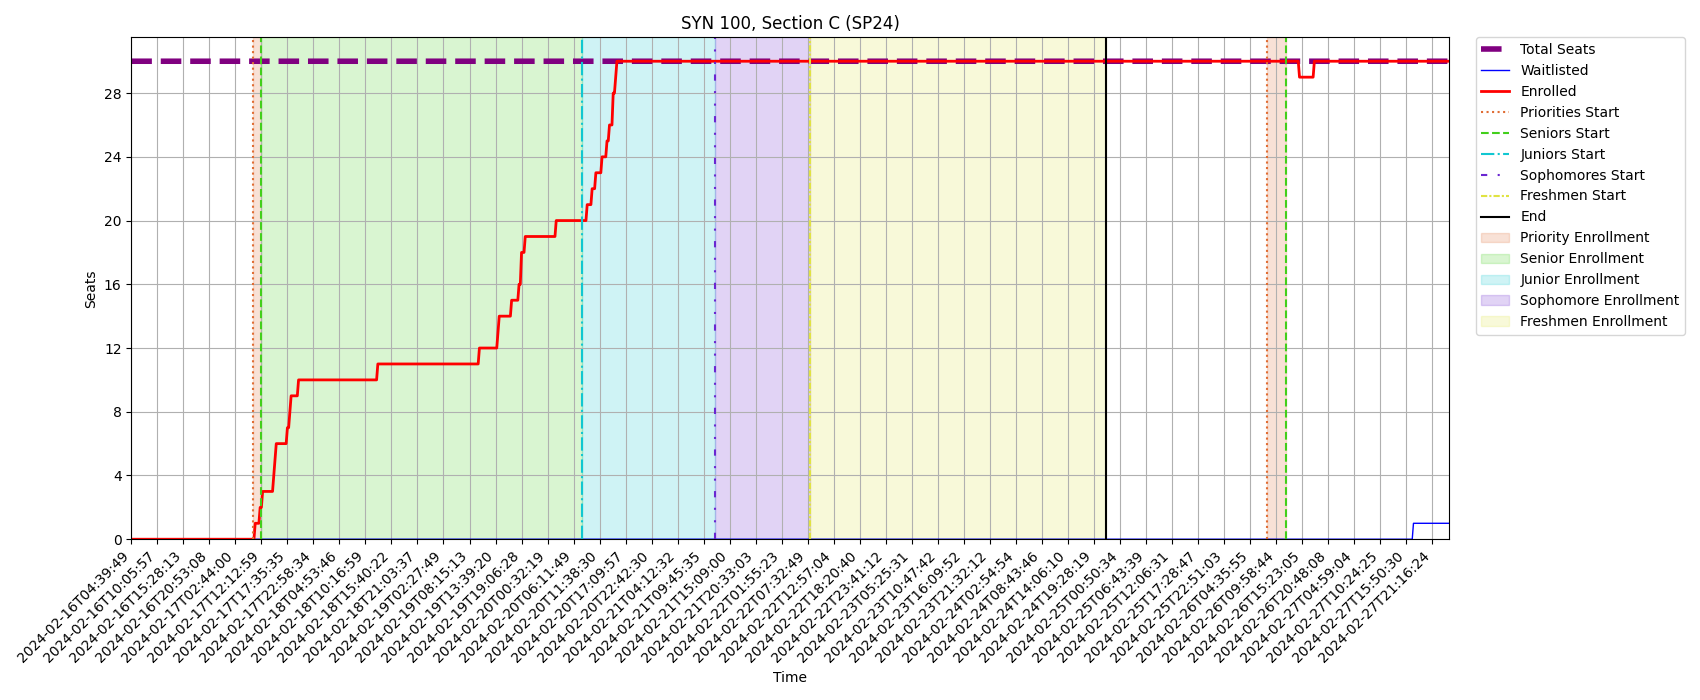 SYN 100, Section C (SP24)
Total Seats
Waitlisted
Enrolled
Priorities Start
Seniors Start
Juniors Start
Sophomores Start
Freshmen Start
End
Priority Enrollment
Senior Enrollment
Junior Enrollment
Sophomore Enrollment
Freshmen Enrollment
Seats
28
24
20
16
12
8
4
0
2024-02-16T04:39:49
2024-02-16T10:05:57
2024-02-16T15:28:13
2024-02-16T20:53:08
2024-02-17T02:44:00
2024-02-17T12:12:59
2024-02-17T17:35:35
2024-02-17T22:58:34
2024-02-18T04:53:46
2024-02-18T10:16:59
2024-02-18T15:40:22
2024-02-18T21:03:37
2024-02-19T02:27:49
2024-02-19T08:15:13
2024-02-19T13:39:20
2024-02-19T19:06:28
2024-02-20T00:32:19
2024-02-20T06:11:49
2024-02-20T11:38:30
2024-02-20T17:09:57
2024-02-20T22:42:30
2024-02-21T04:12:32
2024-02-21T09:45:35
2024-02-21T15:09:00
2024-02-21T20:33:03
2024-02-22T01:55:23
2024-02-22T07:32:49
2024-02-22T12:57:04
2024-02-22T18:20:40
2024-02-22T23:41:12
2024-02-23T05:25:31
2024-02-23T10:47:42
2024-02-23T16:09:52
2024-02-23T21:32:12
2024-02-24T02:54:54
2024-02-24T08:43:46
2024-02-24T14:06:10
2024-02-24T19:28:19
2024-02-25T00:50:34
2024-02-25T06:43:39
2024-02-25T12:06:31
2024-02-25T17:28:47
2024-02-25T22:51:03
2024-02-26T04:35:55
2024-02-26T09:58:44
2024-02-26T15:23:05
2024-02-26T20:48:08
2024-02-27T04:59:04
2024-02-27T10:24:25
2024-02-27T15:50:30
2024-02-27T21:16:24
Time